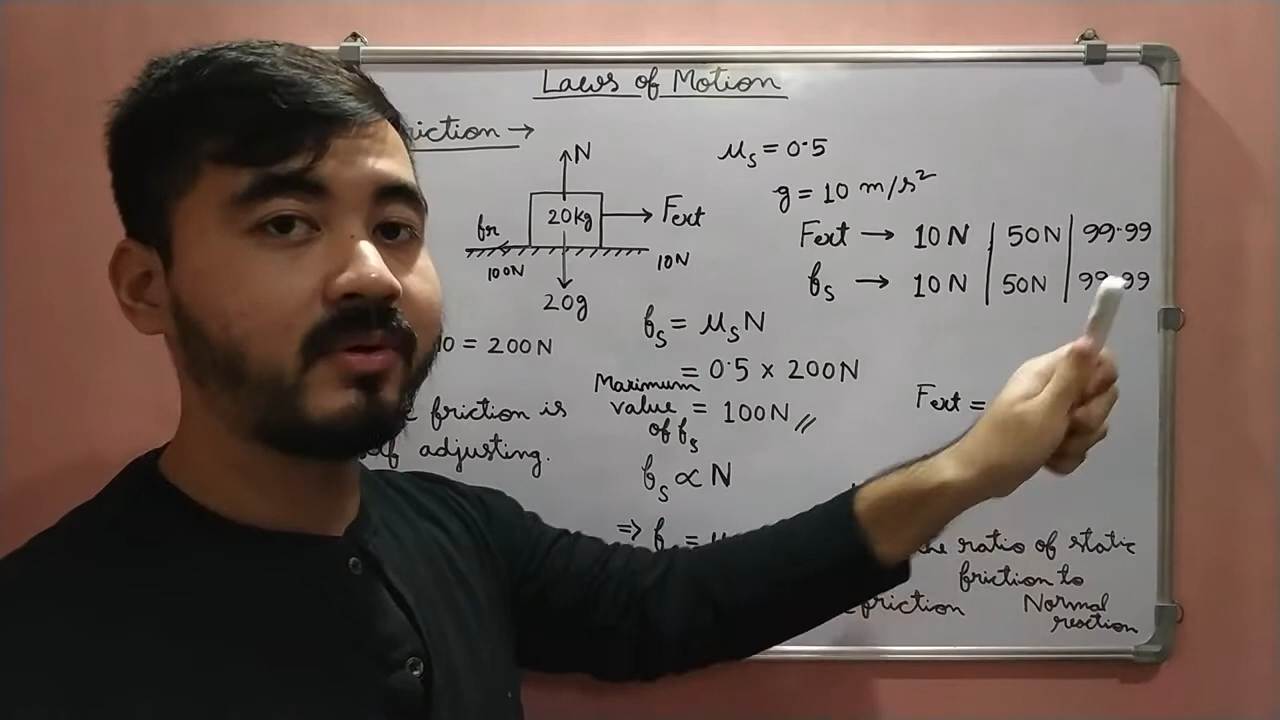 Laws of Motion
riction →
N
μs = 0.5
g = 10 m/s²
20kg
Fext
fr
100N
10N
20g
Fext → 10N | 50N | 99.99
fs → 10N | 50N | 99.99
fs = μsN
10 = 200N
= 0.5 x 200N
Maximum
value = 100N //
of fs
Fext =
friction is
adjusting.
fs ∝ N
⇒ f = μ
the ratio of static
friction to
friction Normal
reaction